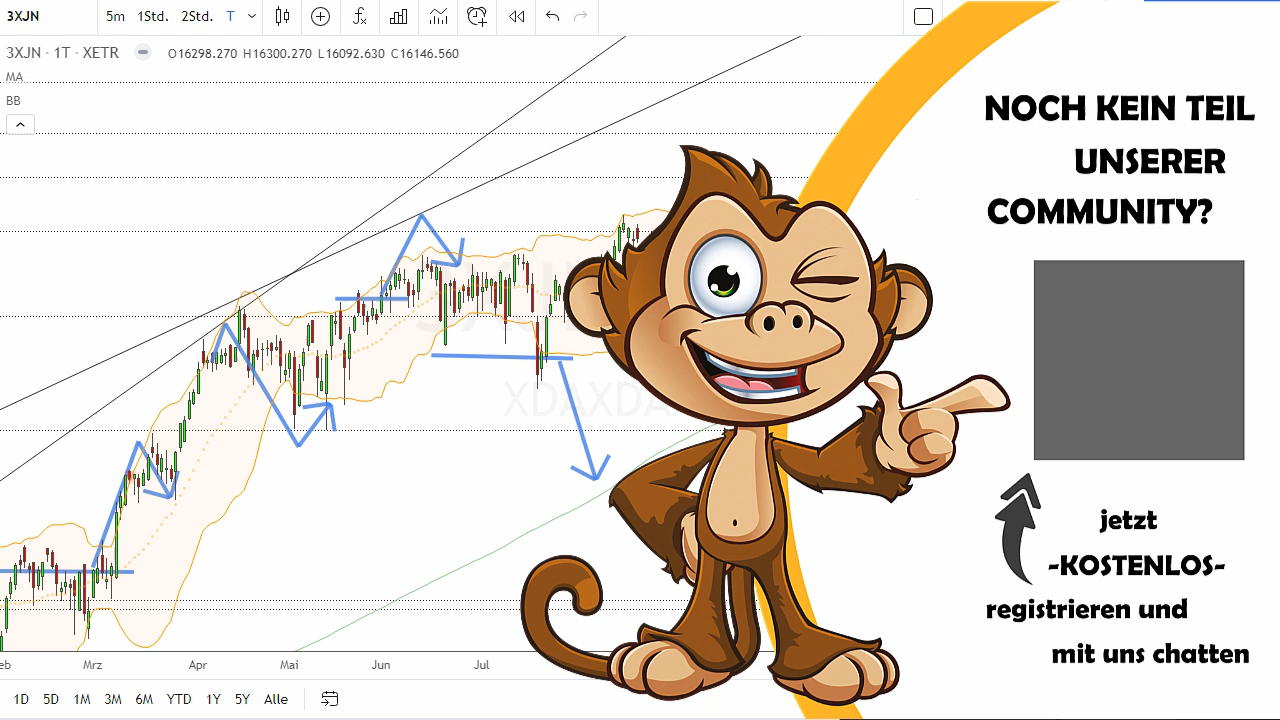 3XJN 5m 1Std. 2Std. T
3XJN · 1T · XETR O16298.270 H16300.270 L16092.630 C16146.560
MA
BB
Mrz Apr Mai Jun Jul
1D 5D 1M 3M 6M YTD 1Y 5Y Alle
NOCH KEIN TEIL
UNSERER
COMMUNITY?
jetzt
-KOSTENLOS-
registrieren und
mit uns chatten